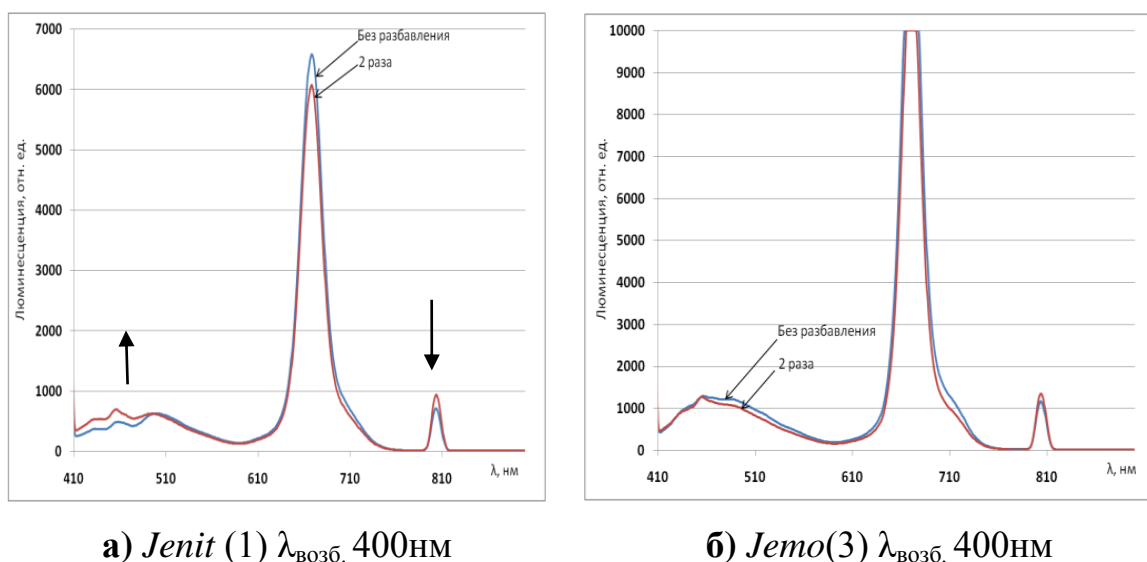 7000
6000
5000
4000
3000
2000
1000
0
Люминесценция, отн. ед.
Без разбавления
2 раза
410 510 610 710 810
λ, нм
10000
9000
8000
7000
6000
5000
4000
3000
2000
1000
0
Люминесценция, отн. ед.
Без разбавления
2 раза
410 510 610 710 810
λ, нм
а) Jenit (1) λвозб. 400нм
б) Jemo(3) λвозб. 400нм